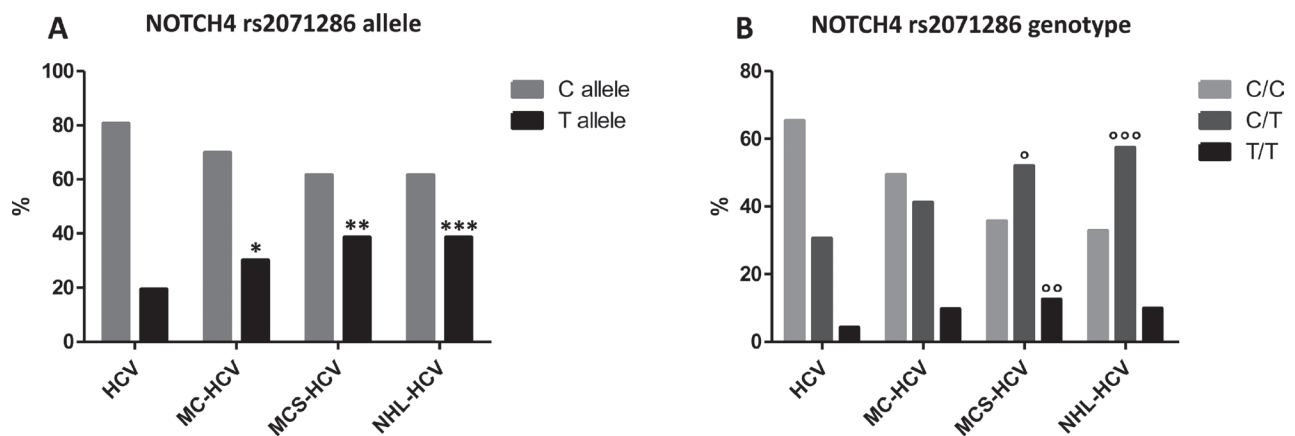 A
NOTCH4 rs2071286 allele
100
80
60
40
20
0
%
C allele
T allele
*
**
***
HCV
MC-HCV
MCS-HCV
NHL-HCV
B
NOTCH4 rs2071286 genotype
80
60
40
20
0
%
C/C
C/T
T/T
°
°°
°°°
HCV
MC-HCV
MCS-HCV
NHL-HCV